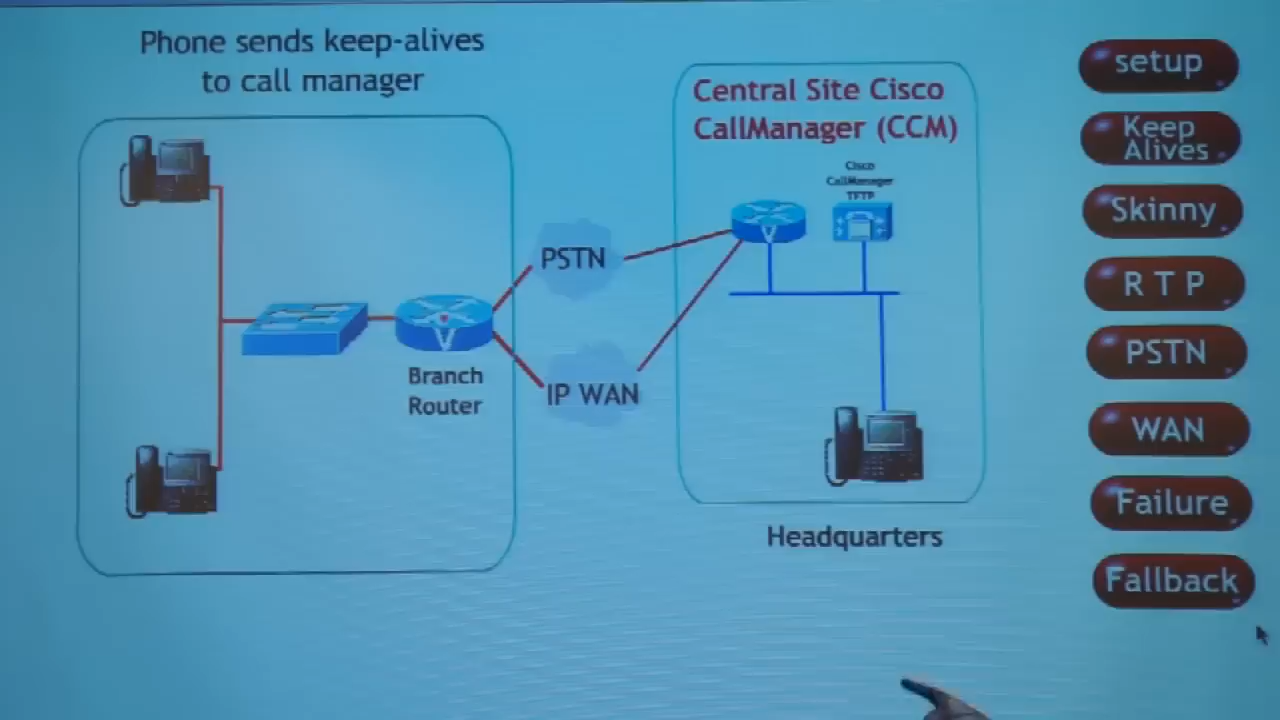 Phone sends keep-alives
to call manager
Central Site Cisco
CallManager (CCM)
Cisco
CallManager
TFTP
V
PSTN
IP WAN
V
Branch
Router
Headquarters
setup
Keep
Alives
Skinny
R T P
PSTN
WAN
Failure
Fallback